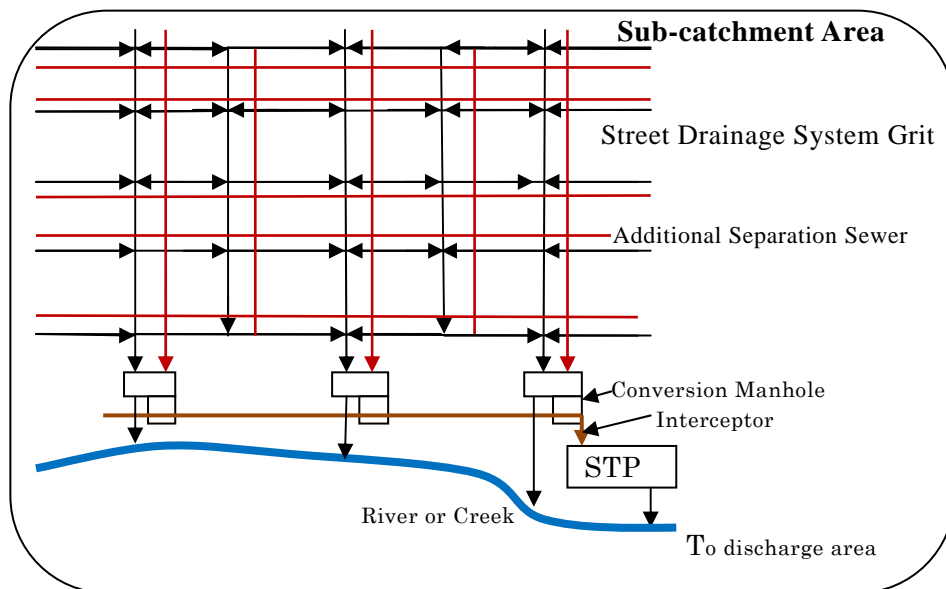 Sub-catchment Area
Street Drainage System Grit
Additional Separation Sewer
Conversion Manhole
Interceptor
STP
River or Creek
To discharge area